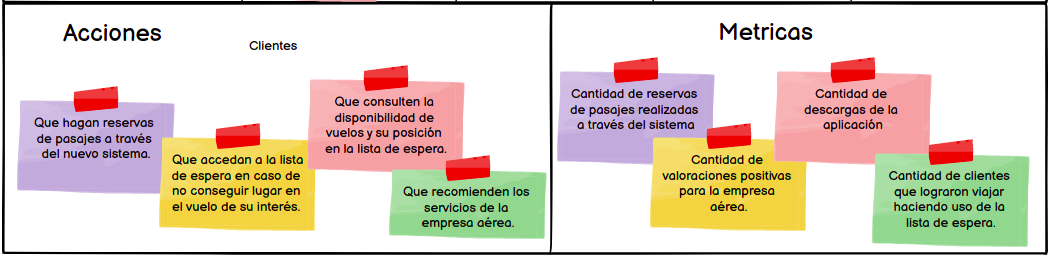 Acciones
Clientes
Que hagan reservas
de pasajes a través
del nuevo sistema.
Que accedan a la lista
de espera en caso de
no conseguir lugar en
el vuelo de su interés.
Que consulten la
disponibilidad de
vuelos y su posición
en la lista de espera.
Que recomienden los
servicios de la
empresa aérea.
Metricas
Cantidad de reservas
de pasajes realizadas
a través del sistema
Cantidad de
valoraciones positivas
para la empresa
aérea.
Cantidad de
descargas de la
aplicación
Cantidad de clientes
que lograron viajar
haciendo uso de la
lista de espera.